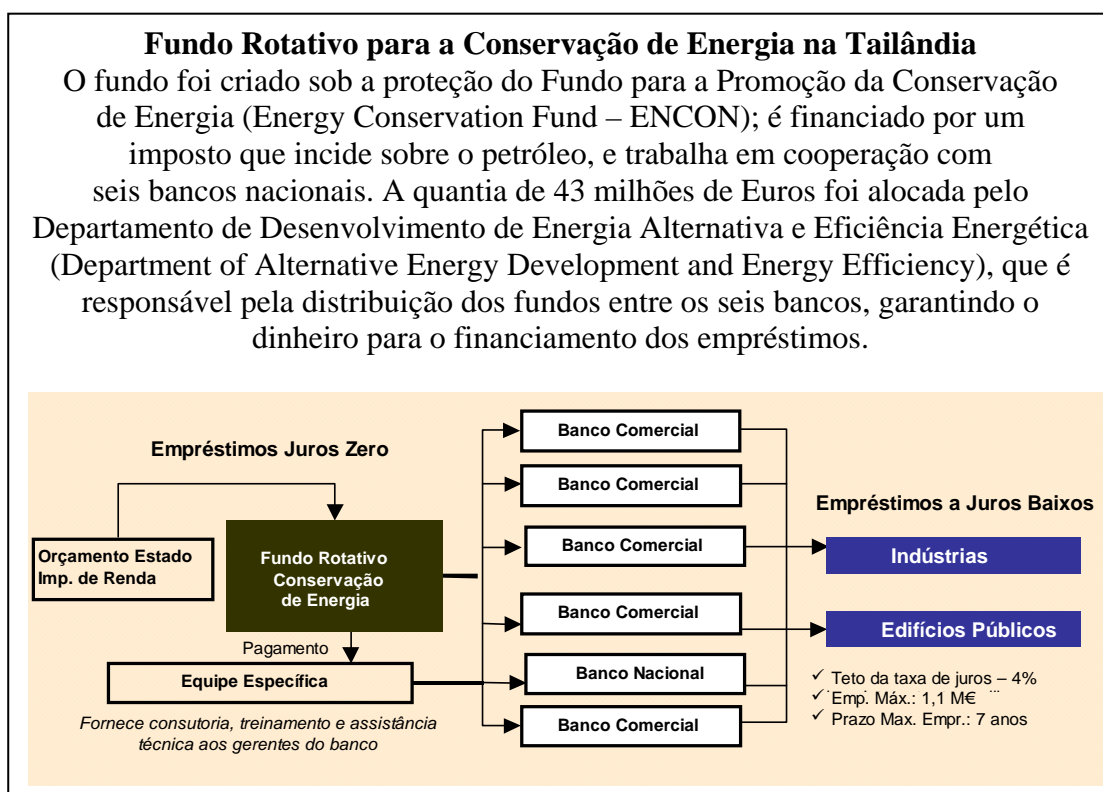 Fundo Rotativo para a Conservação de Energia na Tailândia
O fundo foi criado sob a proteção do Fundo para a Promoção da Conservação
de Energia (Energy Conservation Fund – ENCON); é financiado por um
imposto que incide sobre o petróleo, e trabalha em cooperação com
seis bancos nacionais. A quantia de 43 milhões de Euros foi alocada pelo
Departamento de Desenvolvimento de Energia Alternativa e Eficiência Energética
(Department of Alternative Energy Development and Energy Efficiency), que é
responsável pela distribuição dos fundos entre os seis bancos, garantindo o
dinheiro para o financiamento dos empréstimos.
Empréstimos Juros Zero
Orçamento Estado
Imp. de Renda
Fundo Rotativo
Conservação
de Energia
Pagamento
Equipe Específica
Fornece consutoria, treinamento e assistância
técnica aos gerentes do banco
Banco Comercial
Banco Comercial
Banco Comercial
Banco Comercial
Banco Nacional
Banco Comercial
Empréstimos a Juros Baixos
Indústrias
Edifícios Públicos
✓ Teto da taxa de juros – 4%
✓ Emp. Máx.: 1,1 M€
✓ Prazo Max. Empr.: 7 anos